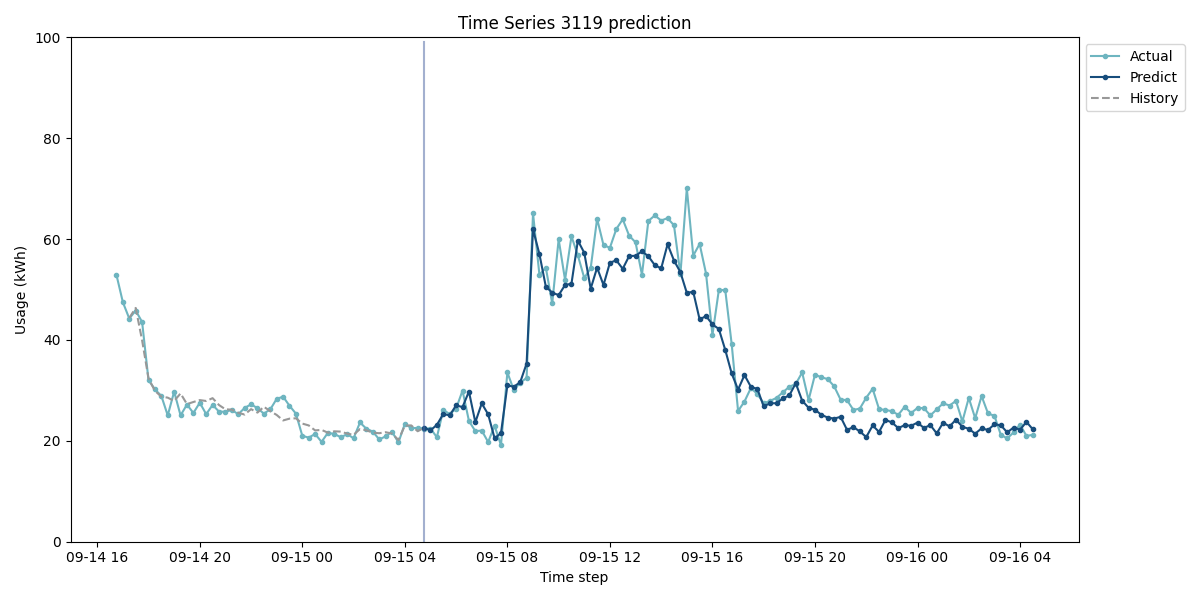 Time Series 3119 prediction
Actual
Predict
History
Usage (kWh)
100
80
60
40
20
0
09-14 16 09-14 20 09-15 00 09-15 04 09-15 08 09-15 12 09-15 16 09-15 20 09-16 00 09-16 04
Time step